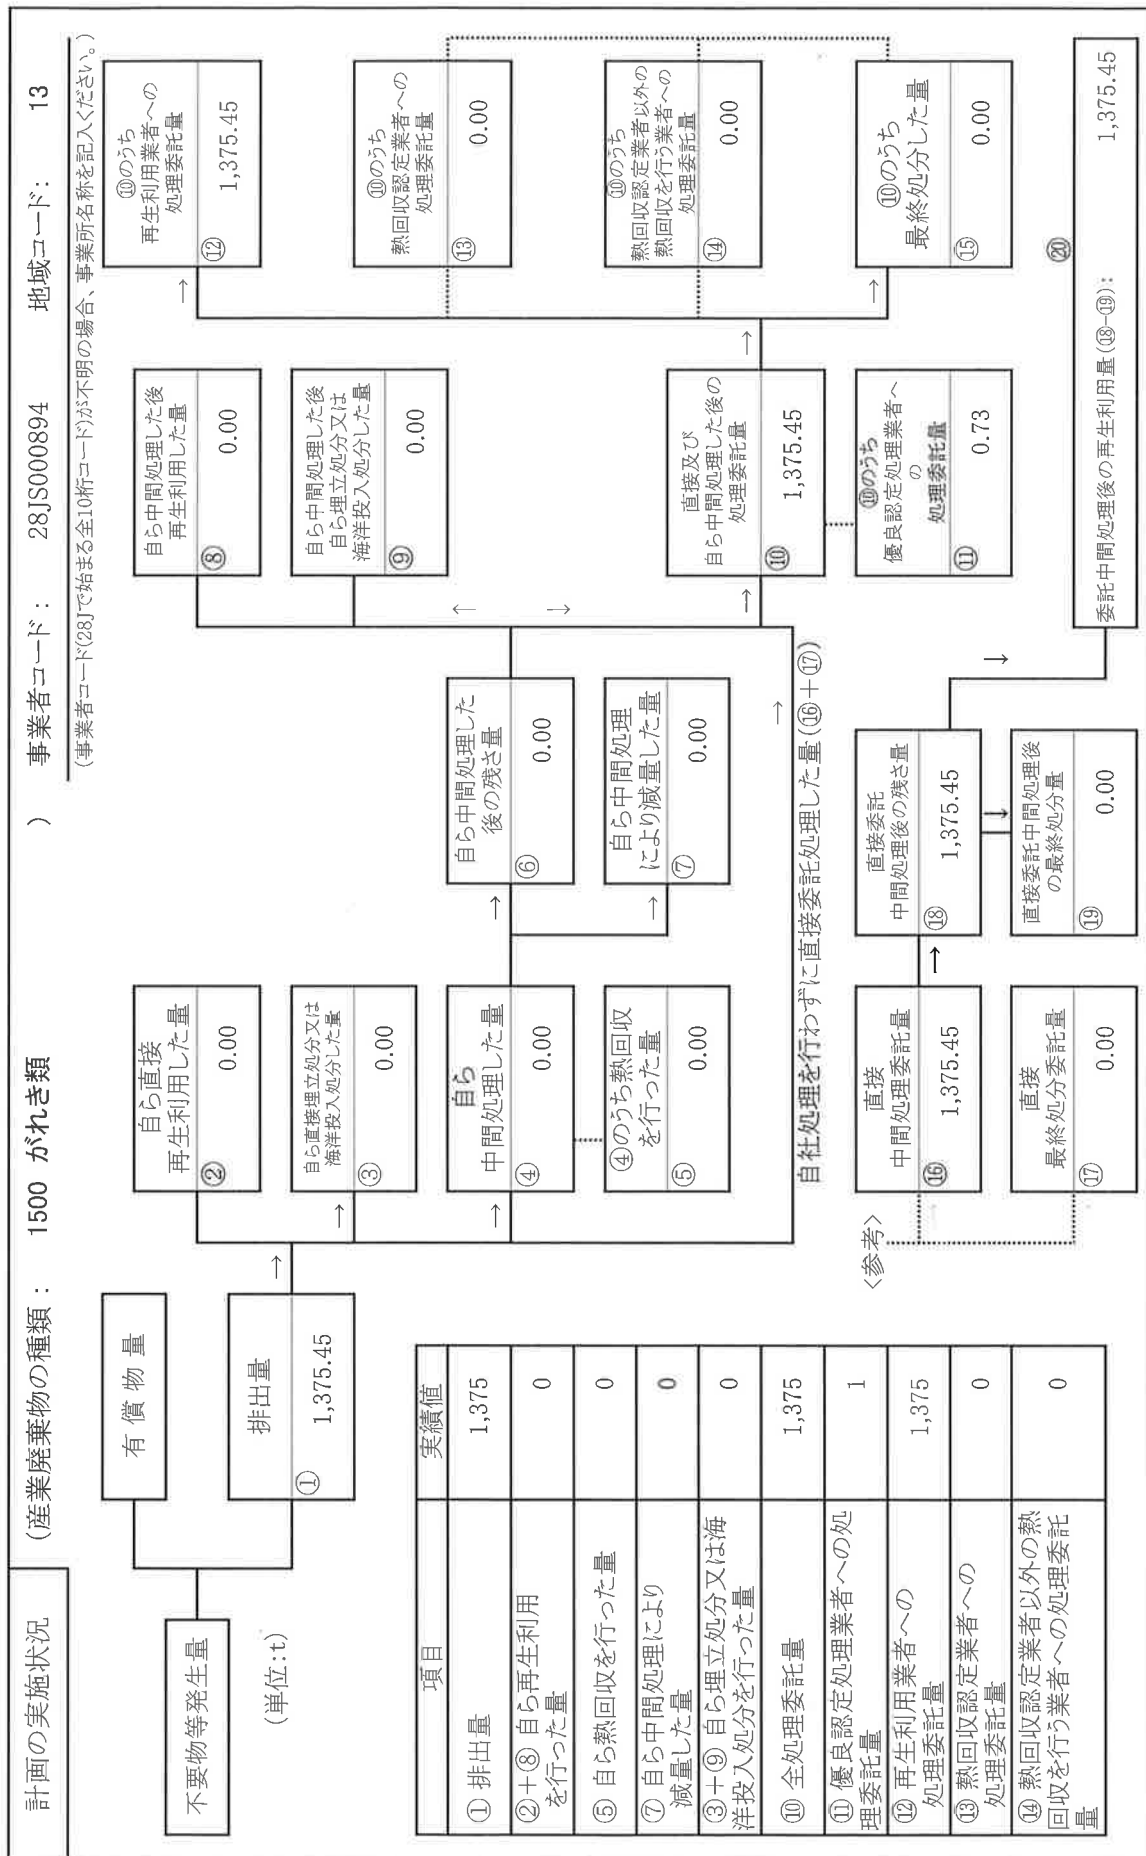 計画の実施状況
(産業廃棄物の種類： 1500 がれき類 )
事業者コード： 28JS000894 地域コード： 13
(事業者コード(28Jで始まる全10桁コード)が不明の場合、事業所名称を記入ください。)
不要物等発生量
(単位:t)
有償物量
排出量
① 1,375.45
自ら直接
再生利用した量
② 0.00
自ら直接埋立処分又は
海洋投入処分した量
③ 0.00
自ら
中間処理した量
④ 0.00
④のうち熱回収
を行った量
⑤ 0.00
自ら中間処理した
後の残さ量
⑥ 0.00
自ら中間処理
により減量した量
⑦ 0.00
自ら中間処理した後
再生利用した量
⑧ 0.00
自ら中間処理した後
自ら埋立処分又は
海洋投入処分した量
⑨ 0.00
直接及び
自ら中間処理した後の
処理委託量
⑩ 1,375.45
⑩のうち
優良認定処理業者へ
の
処理委託量
⑪ 0.73
⑩のうち
再生利用業者への
処理委託量
⑫ 1,375.45
⑩のうち
熱回収認定業者への
処理委託量
⑬ 0.00
⑩のうち
熱回収認定業者以外の
熱回収を行う業者への
処理委託量
⑭ 0.00
⑩のうち
最終処分した量
⑮ 0.00
自社処理を行わずに直接委託処理した量(⑯＋⑰)
<参考>
直接
中間処理委託量
⑯ 1,375.45
直接
最終処分委託量
⑰ 0.00
直接委託
中間処理後の残さ量
⑱ 1,375.45
直接委託中間処理後
の最終処分量
⑲ 0.00
⑳
委託中間処理後の再生利用量(⑱-⑲)： 1,375.45
項目 実績値
① 排出量 1,375
②＋⑧ 自ら再生利用
を行った量 0
⑤ 自ら熱回収を行った量 0
⑦ 自ら中間処理により
減量した量 0
③＋⑨ 自ら埋立処分又は海
洋投入処分を行った量 0
⑩ 全処理委託量 1,375
⑪ 優良認定処理業者への処
理委託量 1
⑫ 再生利用業者への
処理委託量 1,375
⑬ 熱回収認定業者への
処理委託量 0
⑭ 熱回収認定業者以外の熱
回収を行う業者への処理委託
量 0